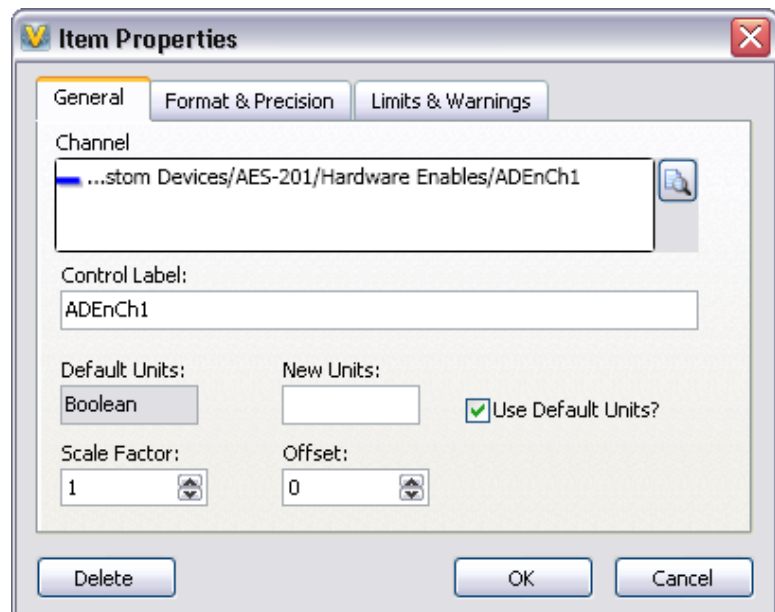 Item Properties
General Format & Precision Limits & Warnings
Channel
...stom Devices/AES-201/Hardware Enables/ADEnCh1
Control Label:
ADEnCh1
Default Units: New Units:
Boolean Use Default Units?
Scale Factor: Offset:
1 0
Delete OK Cancel